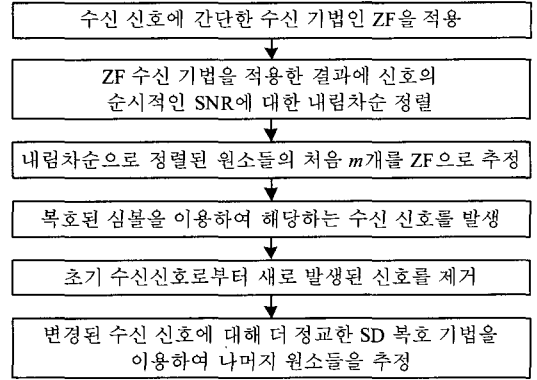 수신 신호에 간단한 수신 기법인 ZF을 적용
ZF 수신 기법을 적용한 결과에 신호의
순시적인 SNR에 대한 내림차순 정렬
내림차순으로 정렬된 원소들의 처음 m개를 ZF으로 추정
복호된 심볼을 이용하여 해당하는 수신 신호를 발생
초기 수신신호로부터 새로 발생된 신호를 제거
변경된 수신 신호에 대해 더 정교한 SD 복호 기법을
이용하여 나머지 원소들을 추정